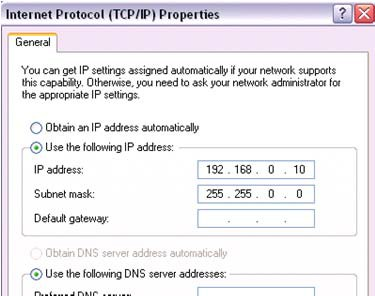 Internet Protocol (TCP/IP) Properties
General
You can get IP settings assigned automatically if your network supports
this capability. Otherwise, you need to ask your network administrator for
the appropriate IP settings.
Obtain an IP address automatically
Use the following IP address:
IP address: 192 . 168 . 0 . 10
Subnet mask: 255 . 255 . 0 . 0
Default gateway: . . .
Obtain DNS server address automatically
Use the following DNS server addresses:
Preferred DNS server: